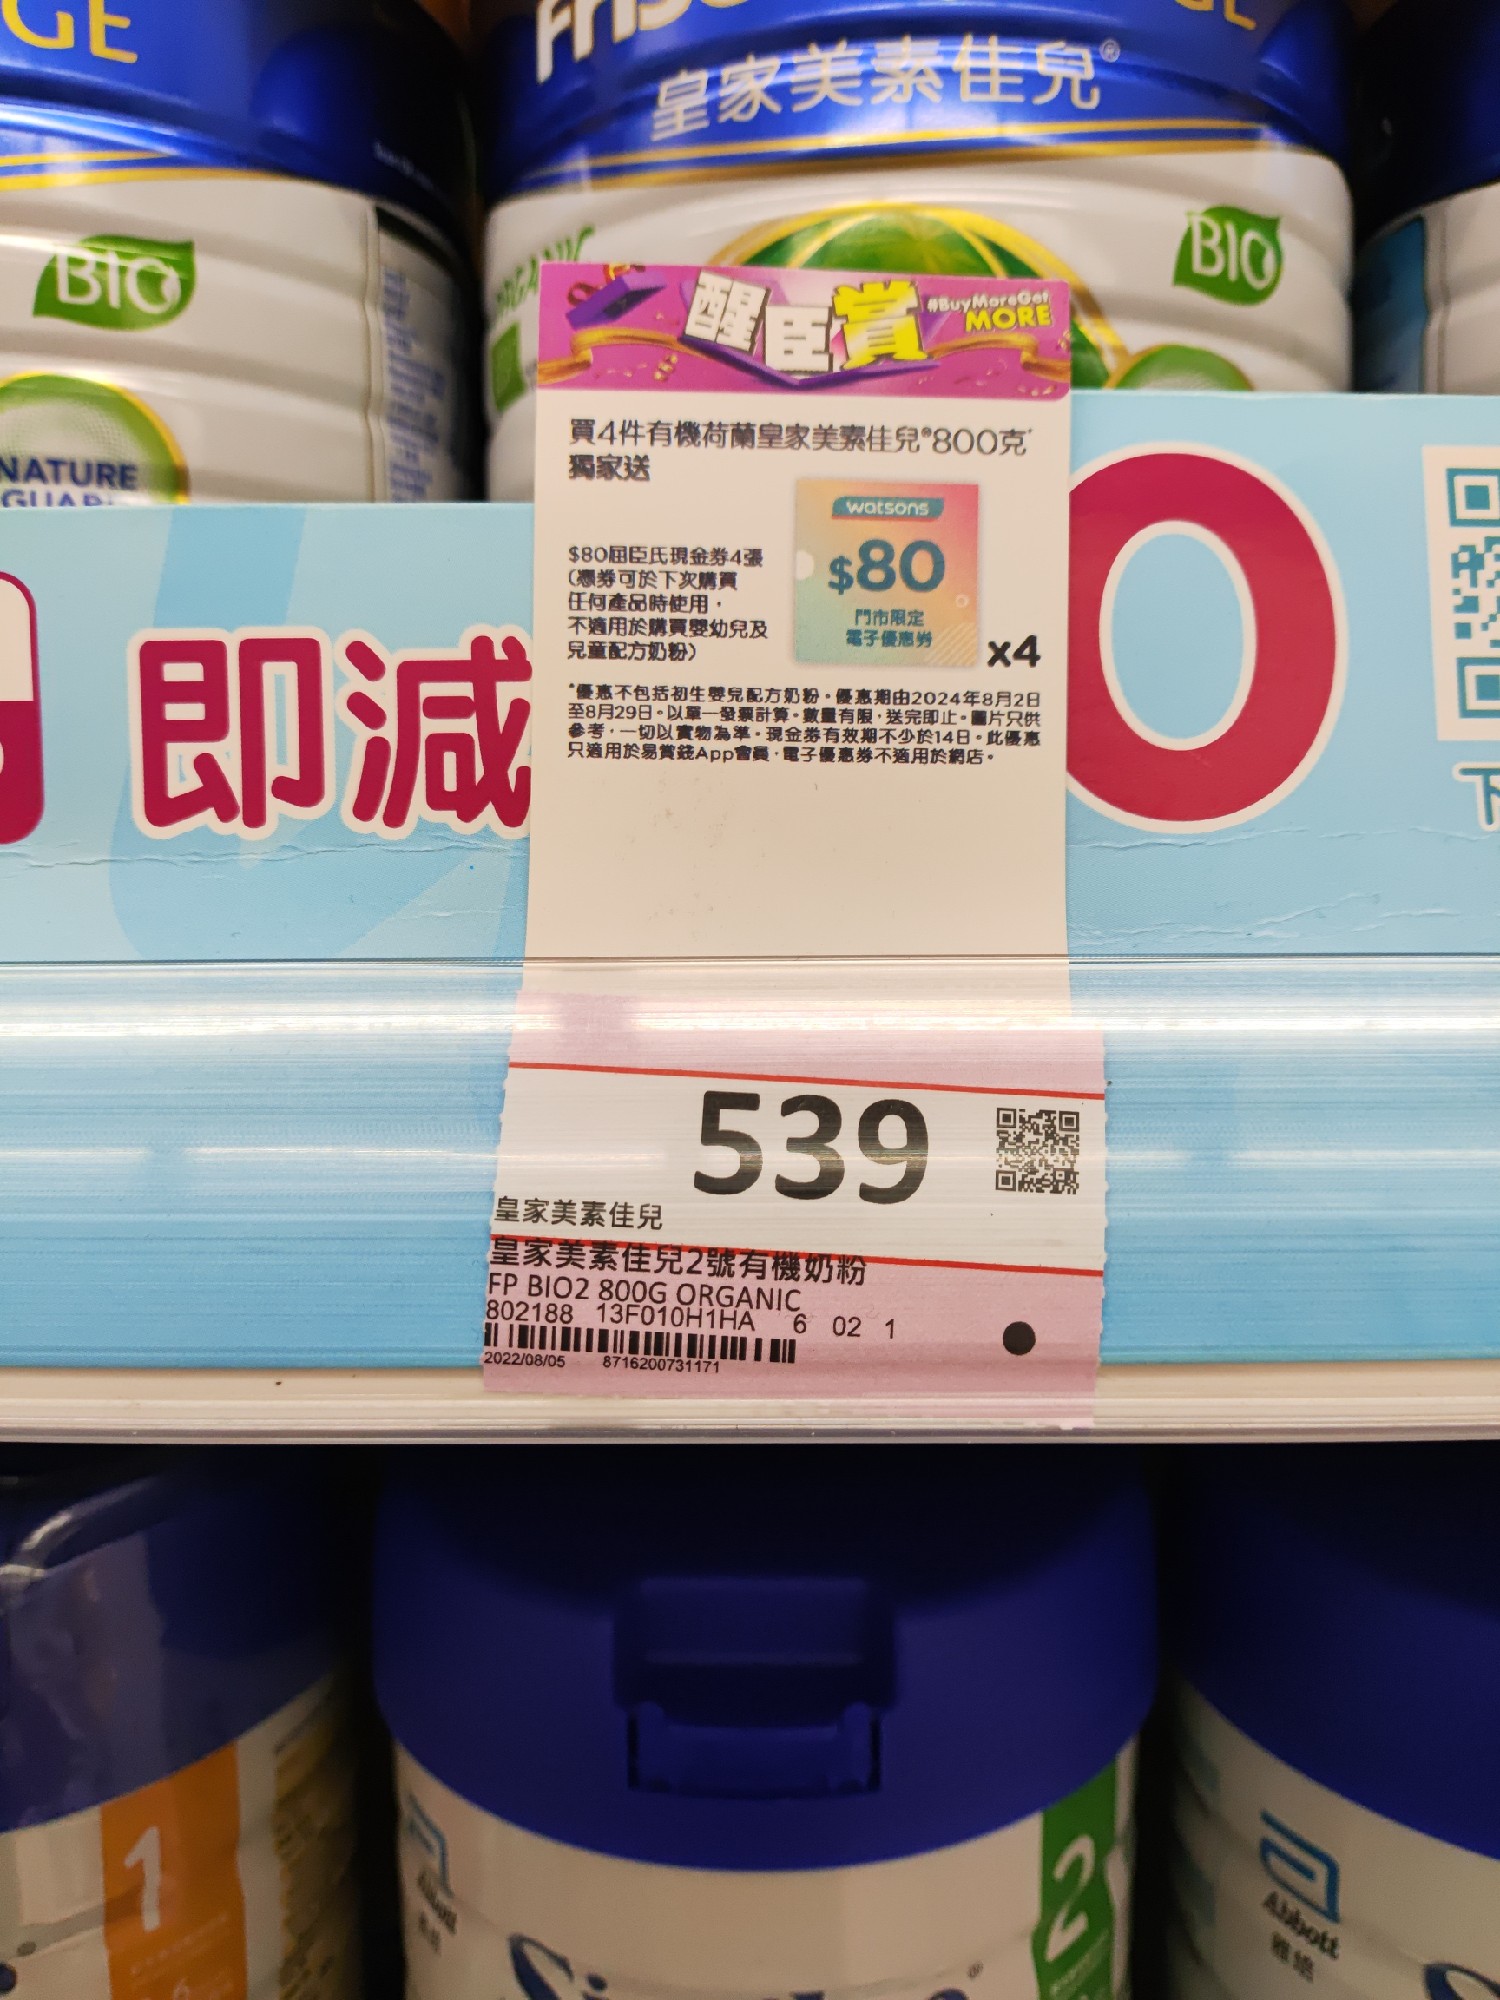 GE
皇家美素佳兒®
BIO
BIO
NATURE
醒臣賞
#BuyMoreGet
MORE
買4件有機荷蘭皇家美素佳兒®800克*
獨家送
watsons
$80
門市限定
電子優惠券
x4
$80屈臣氏現金券4張
(憑券可於下次購買
任何產品時使用，
不適用於購買嬰幼兒及
兒童配方奶粉)
*優惠不包括初生嬰兒配方奶粉。優惠期由2024年8月2日
至8月29日。以單一發票計算。數量有限，送完即止。圖片只供
參考，一切以實物為準。現金券有效期不少於14日。此優惠
只適用於易賞錢App會員，電子優惠券不適用於網店。
即減
0
539
皇家美素佳兒
皇家美素佳兒2號有機奶粉
FP BIO2 800G ORGANIC
802188 13F010H1HA 6 02 1
2022/08/05 8716200731171
1
2
Abbott
雅培